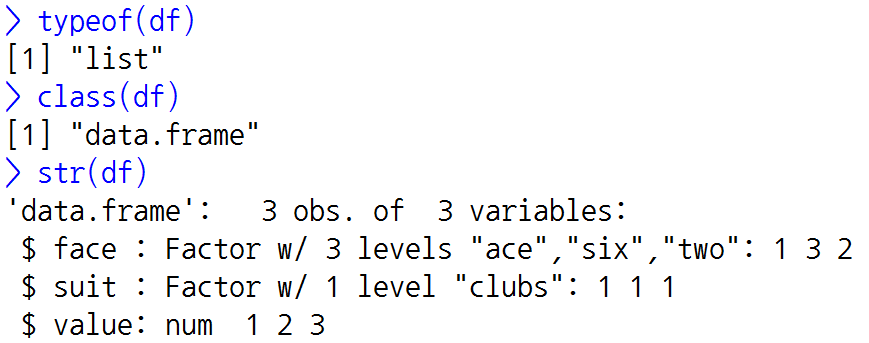 > typeof(df)
[1] "list"
> class(df)
[1] "data.frame"
> str(df)
'data.frame':   3 obs. of  3 variables:
 $ face : Factor w/ 3 levels "ace","six","two": 1 3 2
 $ suit : Factor w/ 1 level "clubs": 1 1 1
 $ value: num  1 2 3